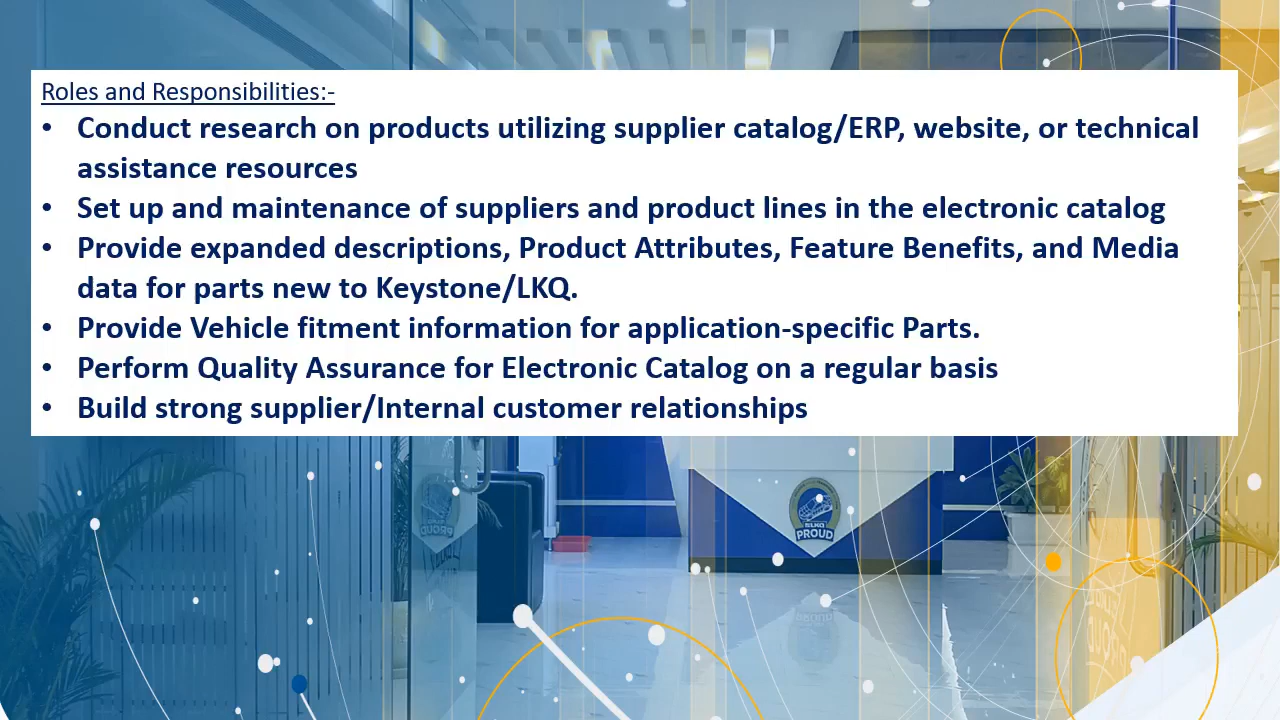 Roles and Responsibilities:-
• Conduct research on products utilizing supplier catalog/ERP, website, or technical
assistance resources
• Set up and maintenance of suppliers and product lines in the electronic catalog
• Provide expanded descriptions, Product Attributes, Feature Benefits, and Media
data for parts new to Keystone/LKQ.
• Provide Vehicle fitment information for application-specific Parts.
• Perform Quality Assurance for Electronic Catalog on a regular basis
• Build strong supplier/Internal customer relationships
PROUD